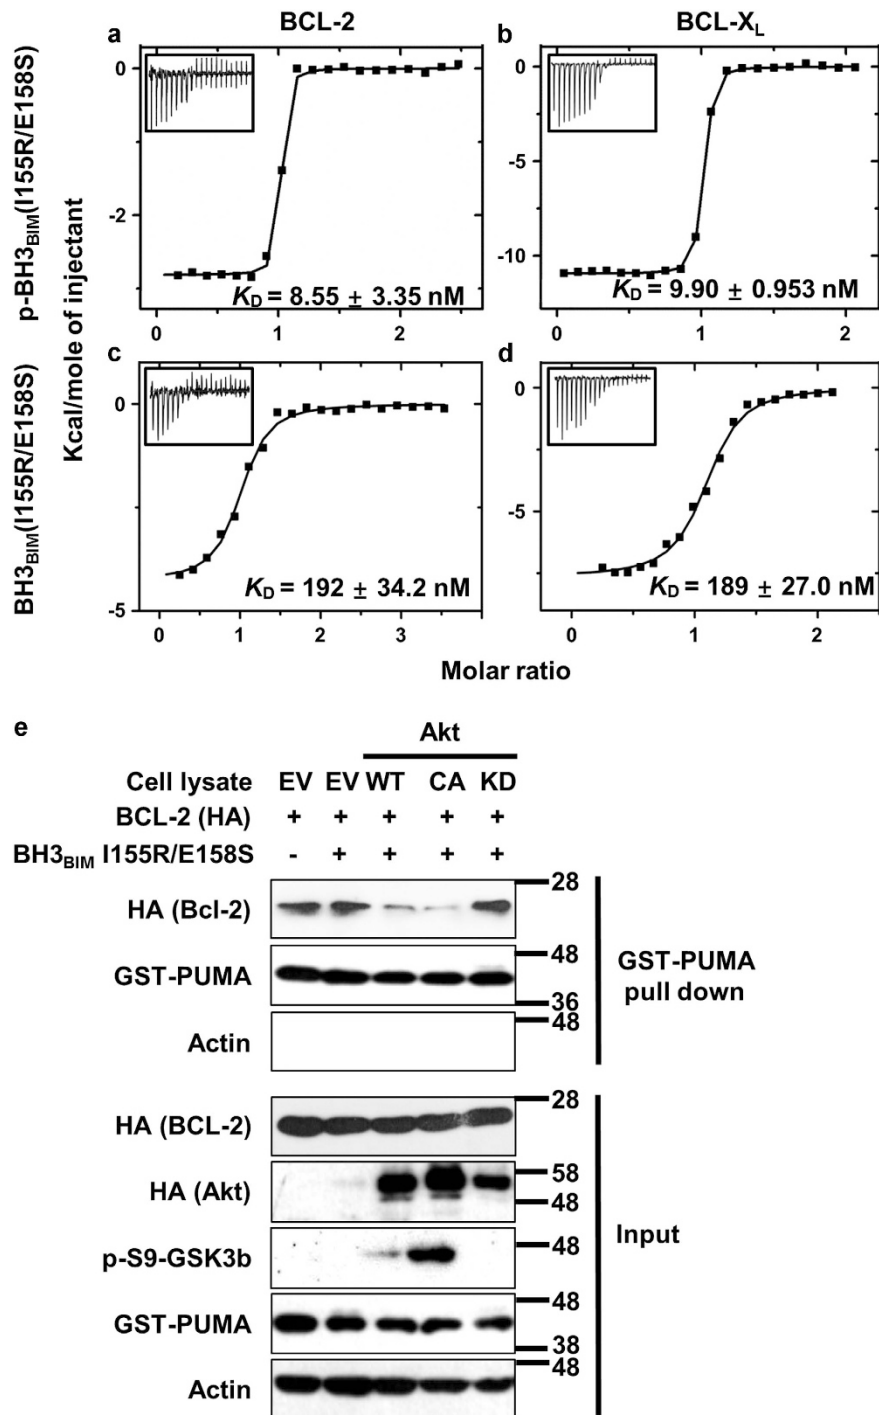 BCL-2
BCL-XL
a
b
p-BH3BIM(I155R/E158S)
BH3BIM(I155R/E158S)
Kcal/mole of injectant
0
-2
KD = 8.55 ± 3.35 nM
0 1 2
0
-5
-10
KD = 9.90 ± 0.953 nM
0 1 2
c
d
0
-5
KD = 192 ± 34.2 nM
0 1 2 3
0
-5
KD = 189 ± 27.0 nM
0 1 2
Molar ratio
e
Akt
Cell lysate EV EV WT CA KD
BCL-2 (HA) + + + + +
BH3BIM I155R/E158S - + + + +
HA (Bcl-2)
28
GST-PUMA
48
36
Actin
48
GST-PUMA
pull down
HA (BCL-2)
28
HA (Akt)
58
48
p-S9-GSK3b
48
GST-PUMA
48
38
Actin
48
Input